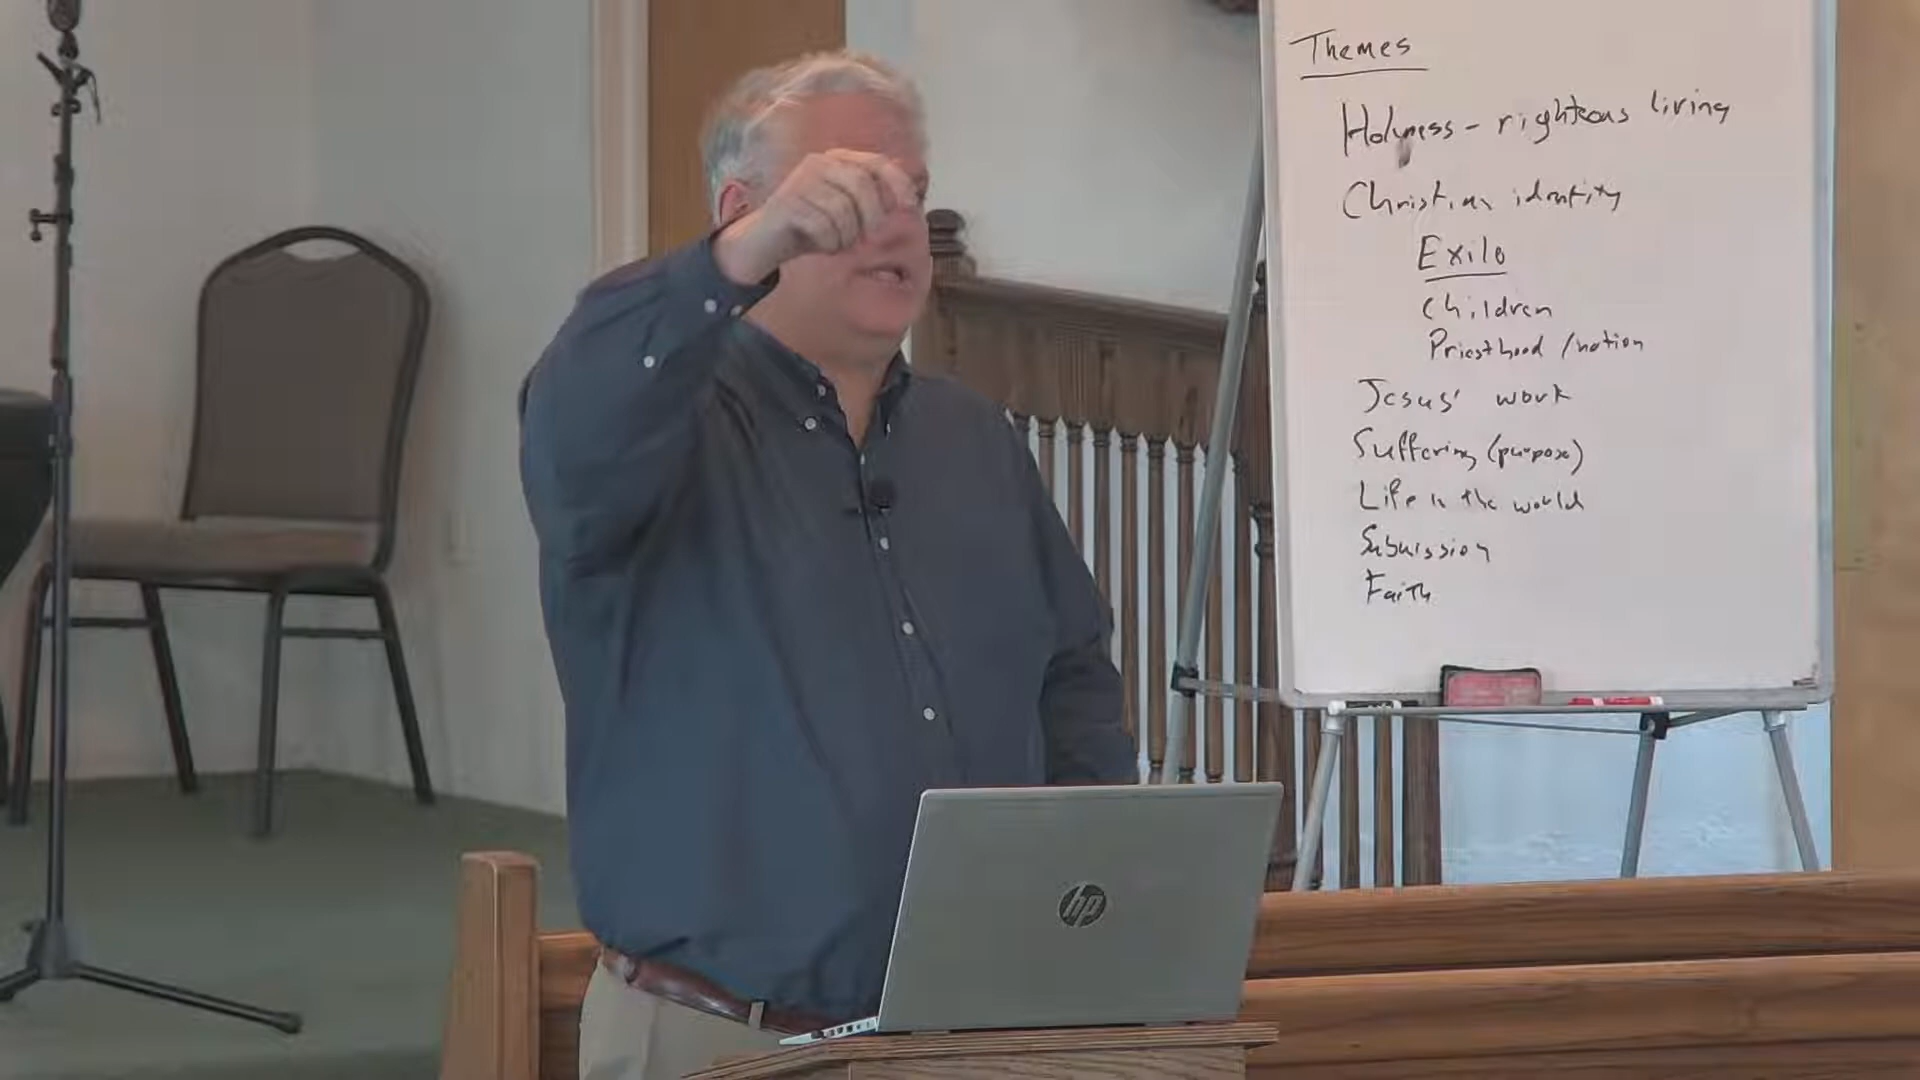 Themes
Holiness - righteous living
Christian identity
Exile
Children
Priesthood / nation
Jesus' work
Suffering (purpose)
Life in the world
Submission
Faith
hp